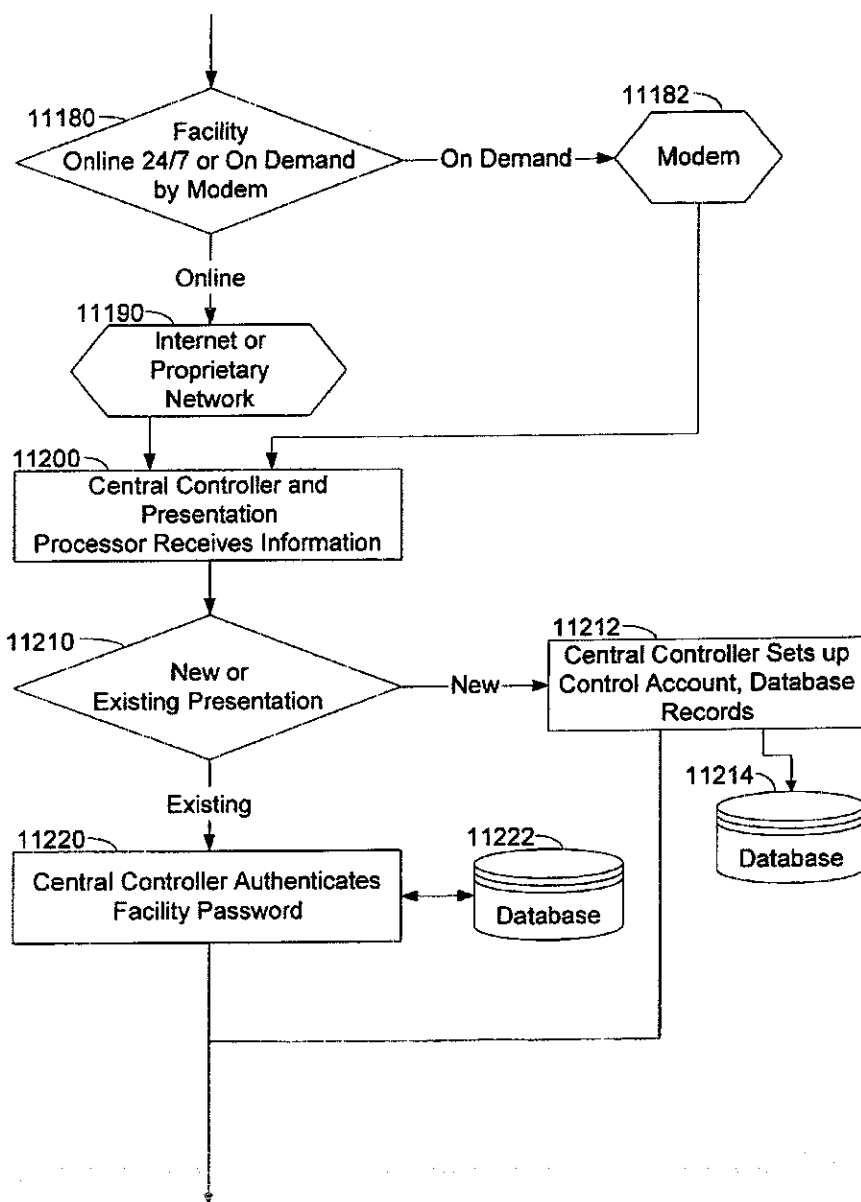 11180
Facility
Online 24/7 or On Demand
by Modem
On Demand
11182
Modem
Online
11190
Internet or
Proprietary
Network
11200
Central Controller and
Presentation
Processor Receives Information
11210
New or
Existing Presentation
New
11212
Central Controller Sets up
Control Account, Database
Records
11214
Database
Existing
11220
Central Controller Authenticates
Facility Password
11222
Database